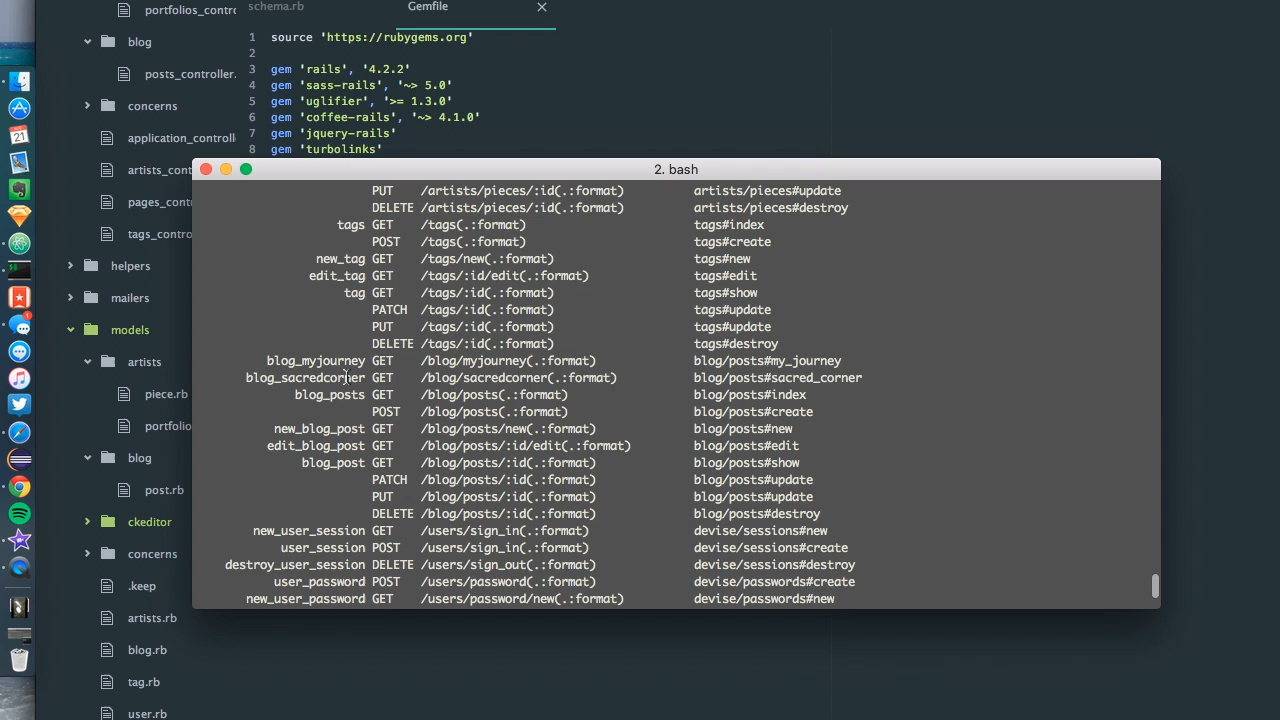 portfolios_contro
blog
posts_controller.
concerns
application_controll
artists_cont
pages_contr
tags_contro
helpers
mailers
models
artists
piece.rb
portfolio
blog
post.rb
ckeditor
concerns
.keep
artists.rb
blog.rb
tag.rb
user.rb
21
1
schema.rb
Gemfile
1 source 'https://rubygems.org'
2
3 gem 'rails', '4.2.2'
4 gem 'sass-rails', '~> 5.0'
5 gem 'uglifier', '>= 1.3.0'
6 gem 'coffee-rails', '~> 4.1.0'
7 gem 'jquery-rails'
8 gem 'turbolinks'
2. bash
PUT /artists/pieces/:id(.:format) artists/pieces#update
DELETE /artists/pieces/:id(.:format) artists/pieces#destroy
tags GET /tags(.:format) tags#index
POST /tags(.:format) tags#create
new_tag GET /tags/new(.:format) tags#new
edit_tag GET /tags/:id/edit(.:format) tags#edit
tag GET /tags/:id(.:format) tags#show
PATCH /tags/:id(.:format) tags#update
PUT /tags/:id(.:format) tags#update
DELETE /tags/:id(.:format) tags#destroy
blog_myjourney GET /blog/myjourney(.:format) blog/posts#my_journey
blog_sacredcorner GET /blog/sacredcorner(.:format) blog/posts#sacred_corner
blog_posts GET /blog/posts(.:format) blog/posts#index
POST /blog/posts(.:format) blog/posts#create
new_blog_post GET /blog/posts/new(.:format) blog/posts#new
edit_blog_post GET /blog/posts/:id/edit(.:format) blog/posts#edit
blog_post GET /blog/posts/:id(.:format) blog/posts#show
PATCH /blog/posts/:id(.:format) blog/posts#update
PUT /blog/posts/:id(.:format) blog/posts#update
DELETE /blog/posts/:id(.:format) blog/posts#destroy
new_user_session GET /users/sign_in(.:format) devise/sessions#new
user_session POST /users/sign_in(.:format) devise/sessions#create
destroy_user_session DELETE /users/sign_out(.:format) devise/sessions#destroy
user_password POST /users/password(.:format) devise/passwords#create
new_user_password GET /users/password/new(.:format) devise/passwords#new